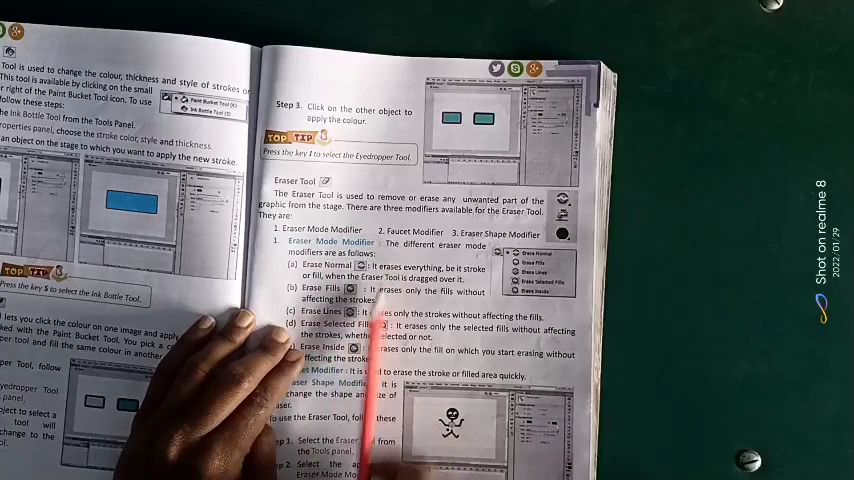 Tool is used to change the colour, thickness and style of strokes or
This tool is available by clicking on the small
r right of the Paint Bucket Tool icon. To use
follow these steps:
Paint Bucket Tool (K)
Ink Bottle Tool (S)
he Ink Bottle Tool from the Tools Panel.
roperties panel, choose the stroke color, style and thickness.
an object on the stage to which you want to apply the new stroke.
TIP
Press the key S to select the Ink Bottle Tool.
lets you click the colour on one image and apply
ked with the Paint Bucket Tool. You pick a c
per tool and fill the same colour in another
per Tool, follow
yedropper Tool
panel.
ject to select a
tool will
change to the
ol.
Step 3. Click on the other object to
apply the colour.
TOP TIP
Press the key I to select the Eyedropper Tool.
Eraser Tool
The Eraser Tool is used to remove or erase any unwanted part of the
graphic from the stage. There are three modifiers available for the Eraser Tool.
They are:
1. Eraser Mode Modifier 2. Faucet Modifier 3. Eraser Shape Modifier
1. Eraser Mode Modifier : The different eraser mode
modifiers are as follows:
(a) Erase Normal : It erases everything, be it stroke
or fill, when the Eraser Tool is dragged over it.
(b) Erase Fills : It erases only the fills without
affecting the strokes.
(c) Erase Lines : It erases only the strokes without affecting the fills.
(d) Erase Selected Fills : It erases only the selected fills without affecting
the strokes, whethe selected or not.
) Erase Inside : erases only the fill on which you start erasing without
affecting the stroke
Erase Normal
Erase Fills
Erase Lines
Erase Selected Fills
Erase Inside
et Modifier : It is u d to erase the stroke or filled area quickly.
raser Shape Modifie It is
change the shape an ize of
user.
To use the Eraser Tool, follo these
ep 1. Select the Eraser T ol from
the Tools panel.
ep 2. Select the ap
Eraser Mode Mo
Shot on realme 8
2022/01/29